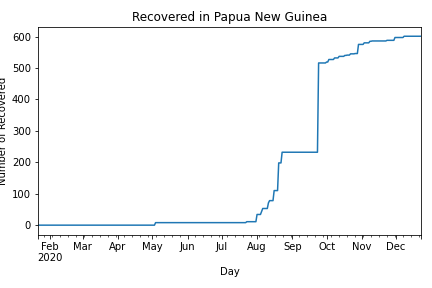 Recovered in Papua New Guinea
Number of Recovered
600
500
400
300
200
100
0
Feb Mar Apr May Jun Jul Aug Sep Oct Nov Dec
2020
Day